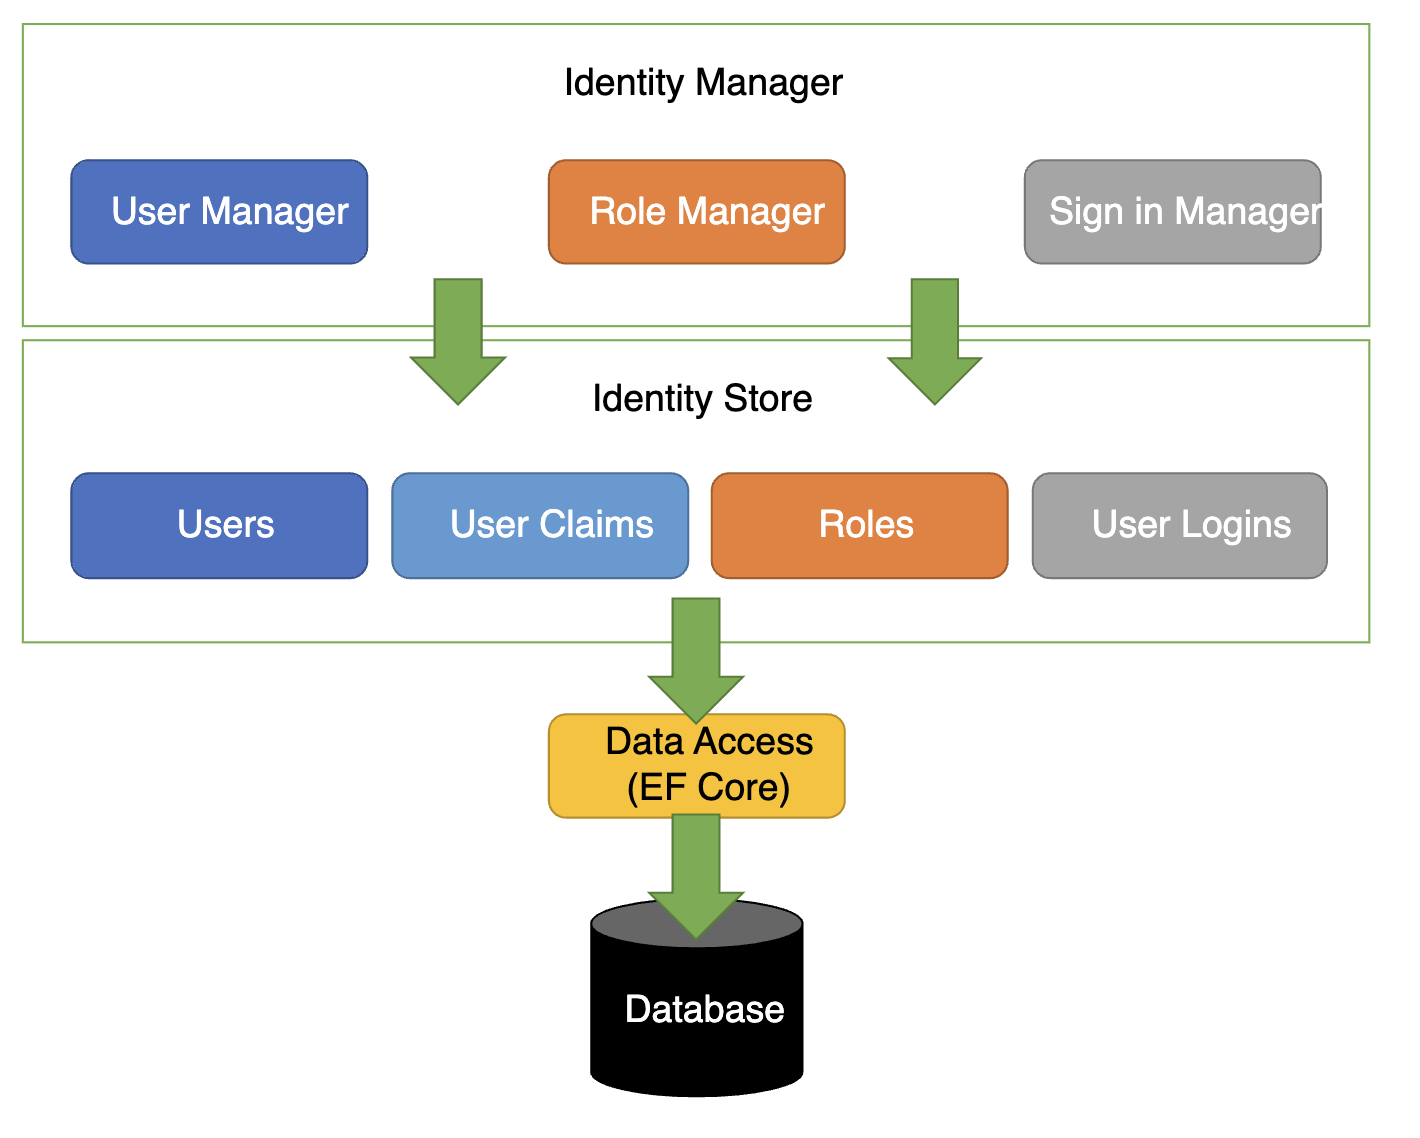 Identity Manager
User Manager
Role Manager
Sign in Manager
Identity Store
Users
User Claims
Roles
User Logins
Data Access
(EF Core)
Database